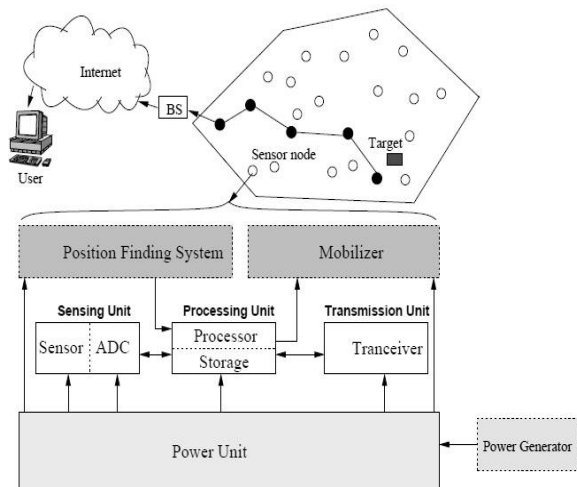 Internet
BS
User
Sensor node
Target
Position Finding System
Mobilizer
Sensing Unit
Processing Unit
Transmission Unit
Sensor
ADC
Processor
Storage
Tranceiver
Power Unit
Power Generator